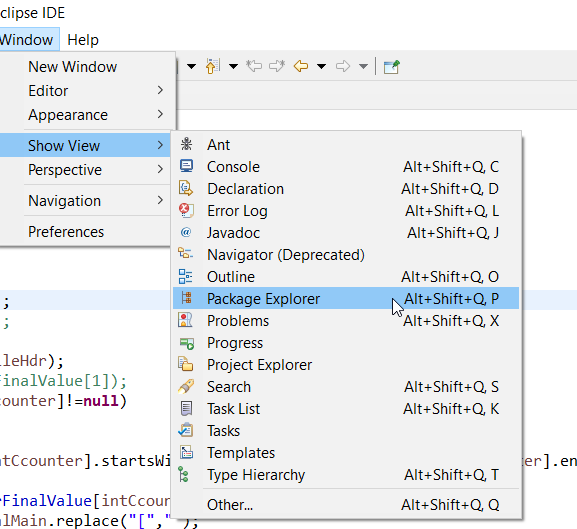 clipse IDE
Window Help
New Window
Editor
Appearance
Show View
Perspective
Navigation
Preferences
Ant
Console Alt+Shift+Q, C
Declaration Alt+Shift+Q, D
Error Log Alt+Shift+Q, L
Javadoc Alt+Shift+Q, J
Navigator (Deprecated)
Outline Alt+Shift+Q, O
Package Explorer Alt+Shift+Q, P
Problems Alt+Shift+Q, X
Progress
Project Explorer
Search Alt+Shift+Q, S
Task List Alt+Shift+Q, K
Tasks
Templates
Type Hierarchy Alt+Shift+Q, T
Other... Alt+Shift+Q, Q
;
;
leHdr);
FinalValue[1]);
counter]!=null)
ntCcounter].startsWi ter].en
rFinalValue[intCcoun
alMain.replace("[","");